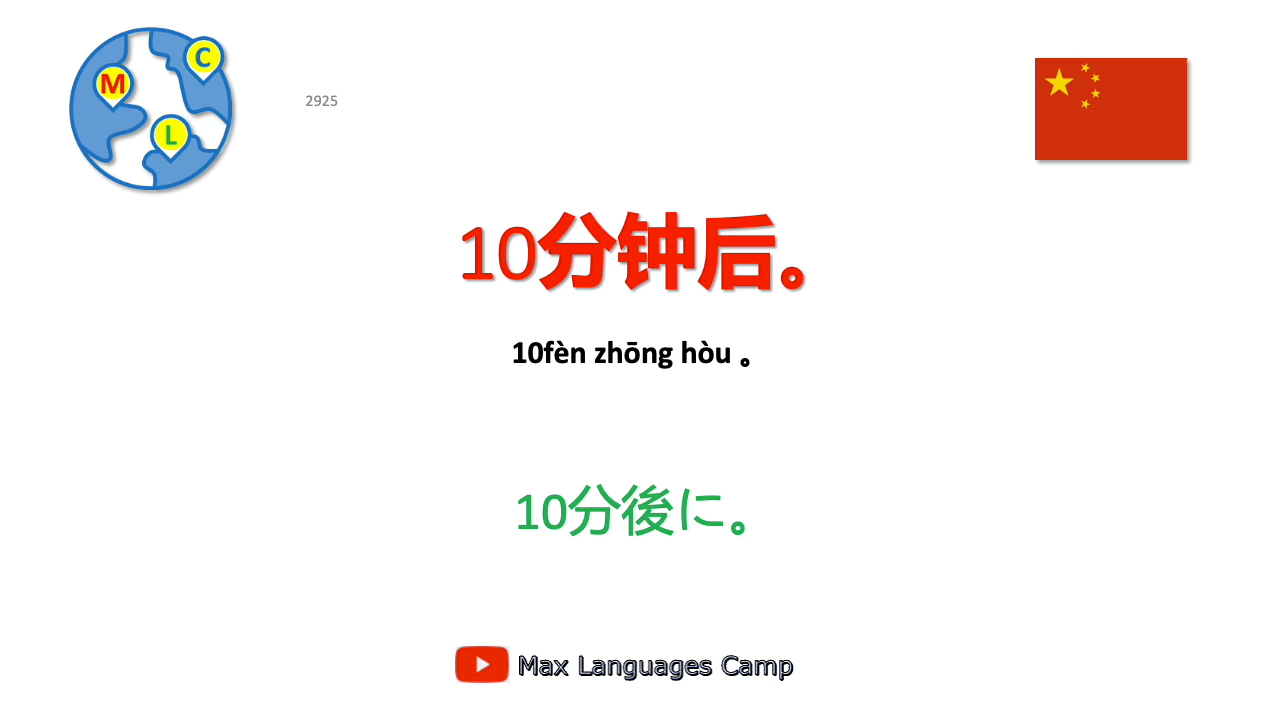 M
C
L
2925
10分钟后。
10fèn zhōng hòu 。
10分後に。
Max Languages Camp